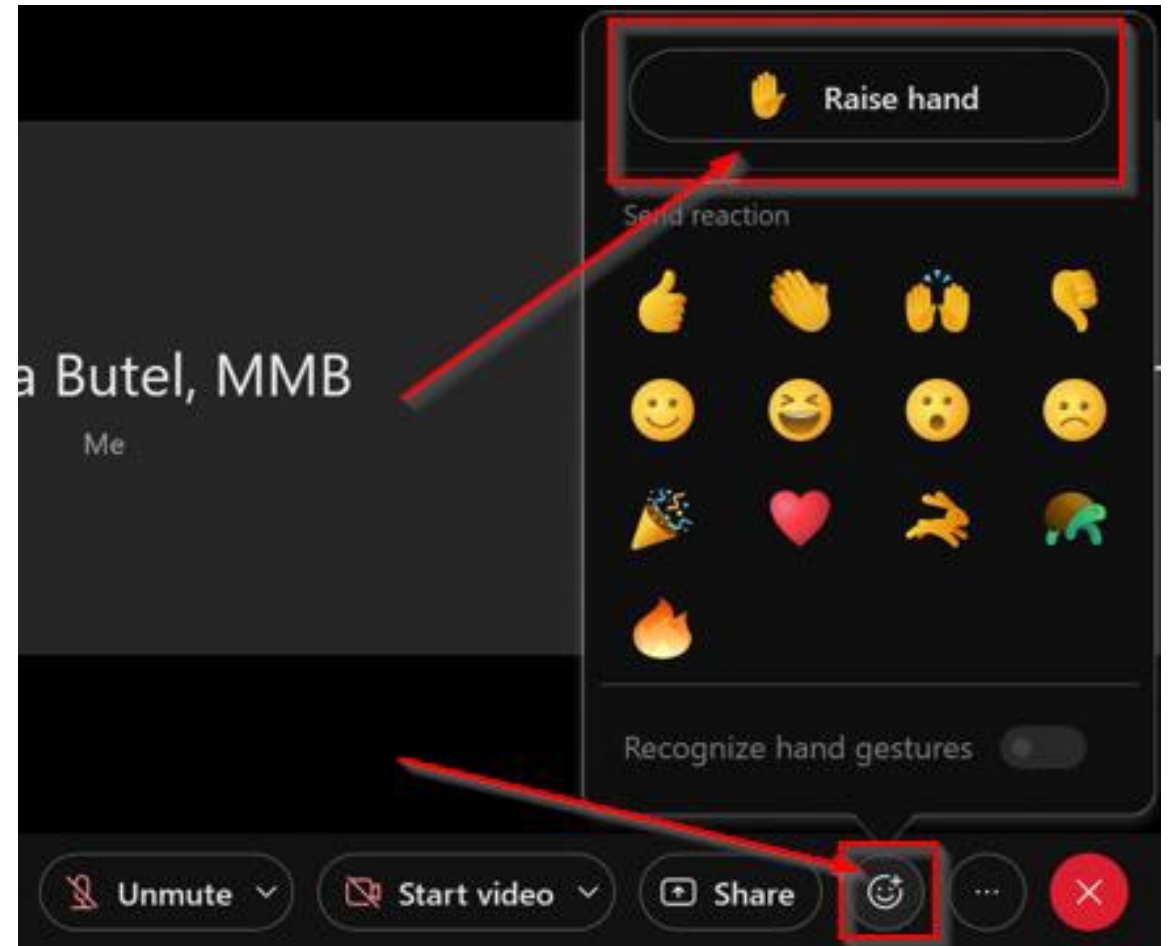 Raise hand
Send reaction
a Butel, MMB
Me
Recognize hand gestures
Unmute
Start video
Share